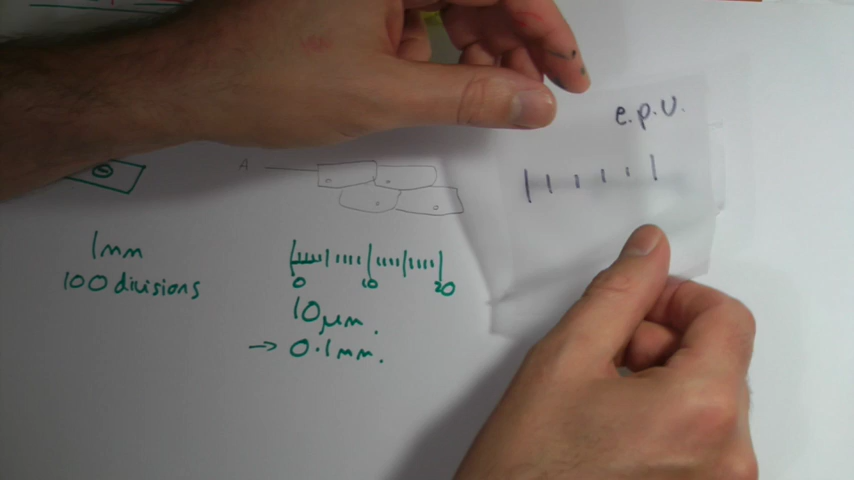 e.p.u.
A
1mm
100 divisions
0 10 20
10µm.
→ 0.1mm.